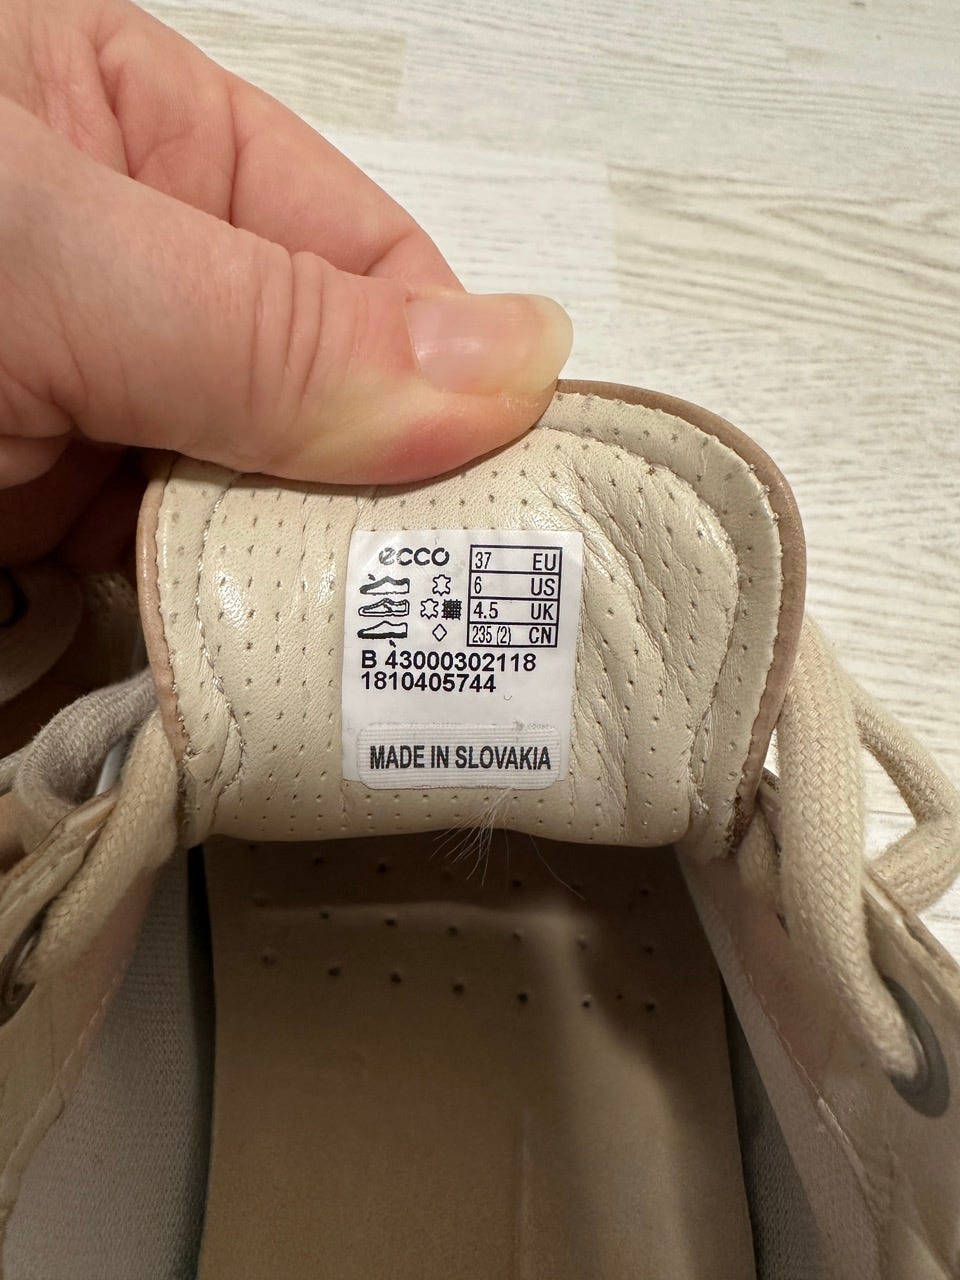 ecco
37 EU
6 US
4.5 UK
235 (2) CN
B 43000302118
1810405744
MADE IN SLOVAKIA